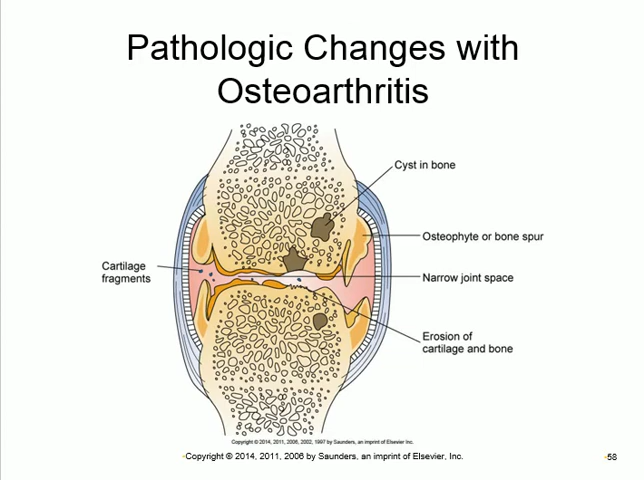 Pathologic Changes with
Osteoarthritis
Cyst in bone
Osteophyte or bone spur
Cartilage
fragments
Narrow joint space
Erosion of
cartilage and bone
Copyright © 2014, 2011, 2006, 2002, 1997 by Saunders, an imprint of Elsevier Inc.
Copyright © 2014, 2011, 2006 by Saunders, an imprint of Elsevier, Inc.
58